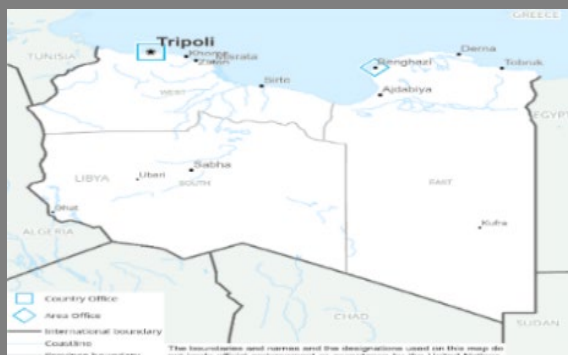 GREECE
TUNISIA
Tripoli
Khoms
Zliten
Misrata
Sirte
Benghazi
Derna
Tobruk
Ajdabiya
WEST
EGYPT
LIBYA
Ubari
Sabha
SOUTH
EAST
Ghat
Kufra
ALGERIA
CHAD
SUDAN
Country Office
Area Office
International boundary
Coastline
Province boundary
The boundaries and names and the designations used on this map do